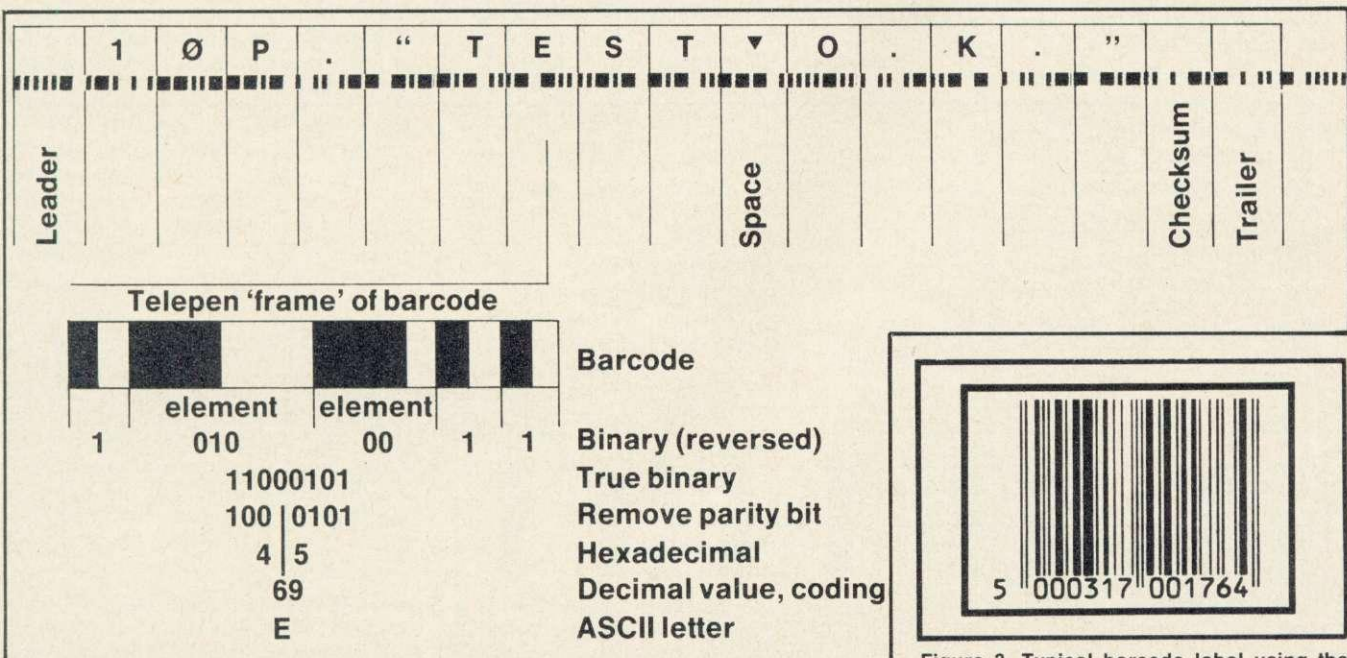 1 Ø P . “ T E S T ▼ O . K . ”
Leader Space Checksum Trailer
Telepen ‘frame’ of barcode
Barcode
element element
1 010 00 1 1 Binary (reversed)
11000101 True binary
100 0101 Remove parity bit
4 5 Hexadecimal
69 Decimal value, coding
E ASCII letter
5 000317 001764
Figure 2. Typical barcode label using the